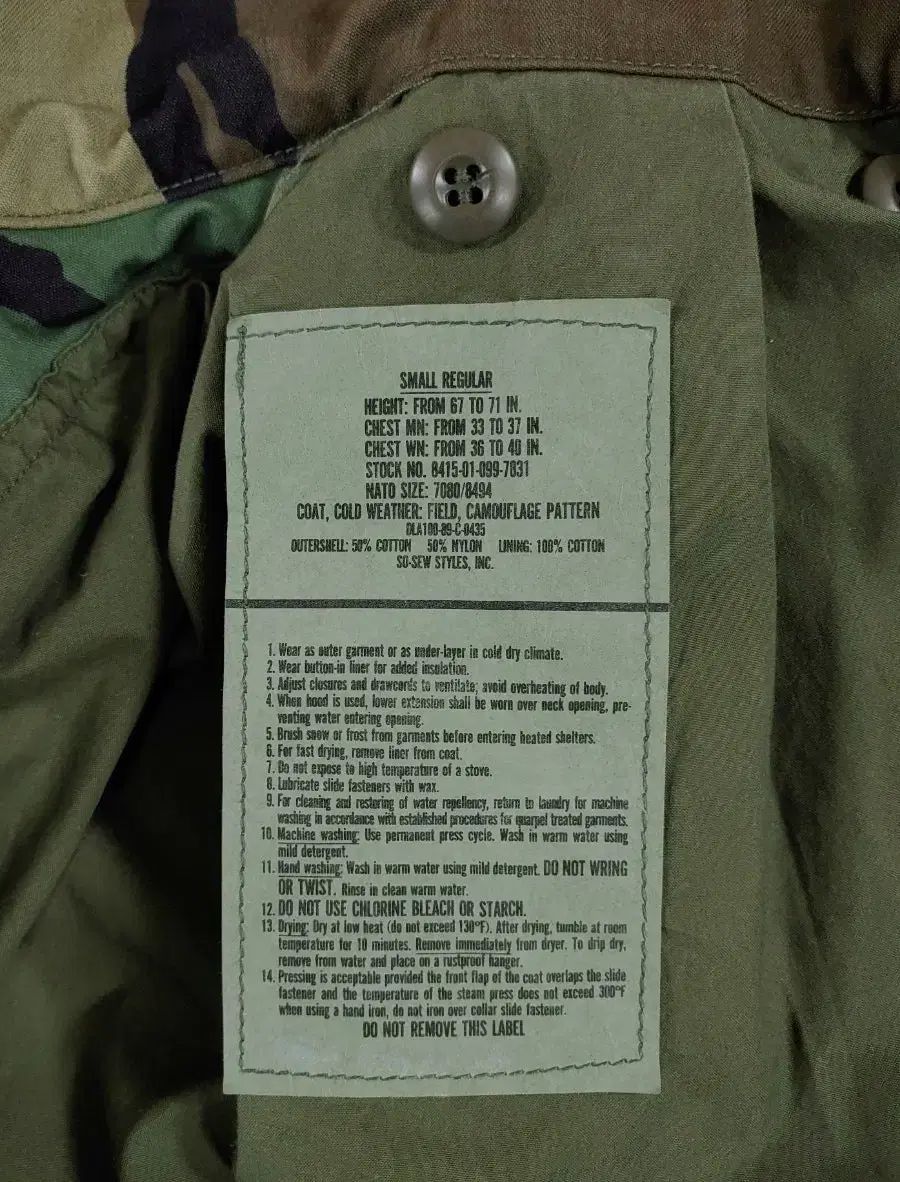 SMALL REGULAR
HEIGHT: FROM 67 TO 71 IN.
CHEST MN: FROM 33 TO 37 IN.
CHEST WN: FROM 36 TO 40 IN.
STOCK NO. 8415-01-099-7831
NATO SIZE: 7080/8494
COAT, COLD WEATHER: FIELD, CAMOUFLAGE PATTERN
DLA100-89-C-0435
OUTERSHELL: 50% COTTON 50% NYLON LINING: 100% COTTON
SO-SEW STYLES, INC.
1. Wear as outer garment or as under-layer in cold dry climate.
2. Wear button-in liner for added insulation.
3. Adjust closures and drawcords to ventilate; avoid overheating of body.
4. When hood is used, lower extension shall be worn over neck opening, pre-
venting water entering opening.
5. Brush snow or frost from garments before entering heated shelters.
6. For fast drying, remove liner from coat.
7. Do not expose to high temperature of a stove.
8. Lubricate slide fasteners with wax.
9. For cleaning and restoring of water repellency, return to laundry for machine
washing in accordance with established procedures for quarpel treated garments.
10. Machine washing: Use permanent press cycle. Wash in warm water using
mild detergent.
11. Hand washing: Wash in warm water using mild detergent. DO NOT WRING
OR TWIST. Rinse in clean warm water.
12. DO NOT USE CHLORINE BLEACH OR STARCH.
13. Drying: Dry at low heat (do not exceed 130°F). After drying, tumble at room
temperature for 10 minutes. Remove immediately from dryer. To drip dry,
remove from water and place on a rustproof hanger.
14. Pressing is acceptable provided the front flap of the coat overlaps the slide
fastener and the temperature of the steam press does not exceed 300°F
when using a hand iron, do not iron over collar slide fastener.
DO NOT REMOVE THIS LABEL